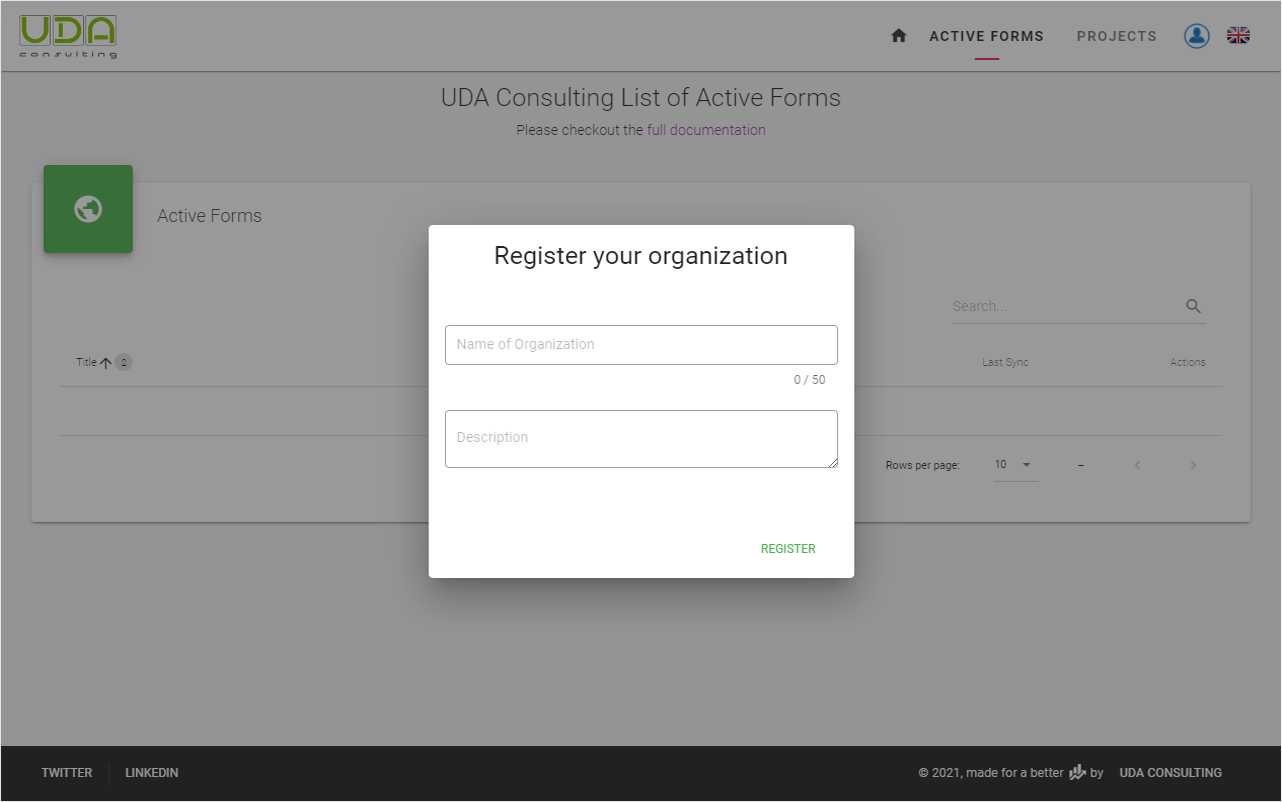 UDA
consulting
ACTIVE FORMS
PROJECTS
UDA Consulting List of Active Forms
Please checkout the full documentation
Active Forms
Register your organization
Search...
Name of Organization
Title 2
Last Sync
Actions
0 / 50
Description
Rows per page:
10
–
REGISTER
TWITTER
LINKEDIN
© 2021, made for a better by UDA CONSULTING